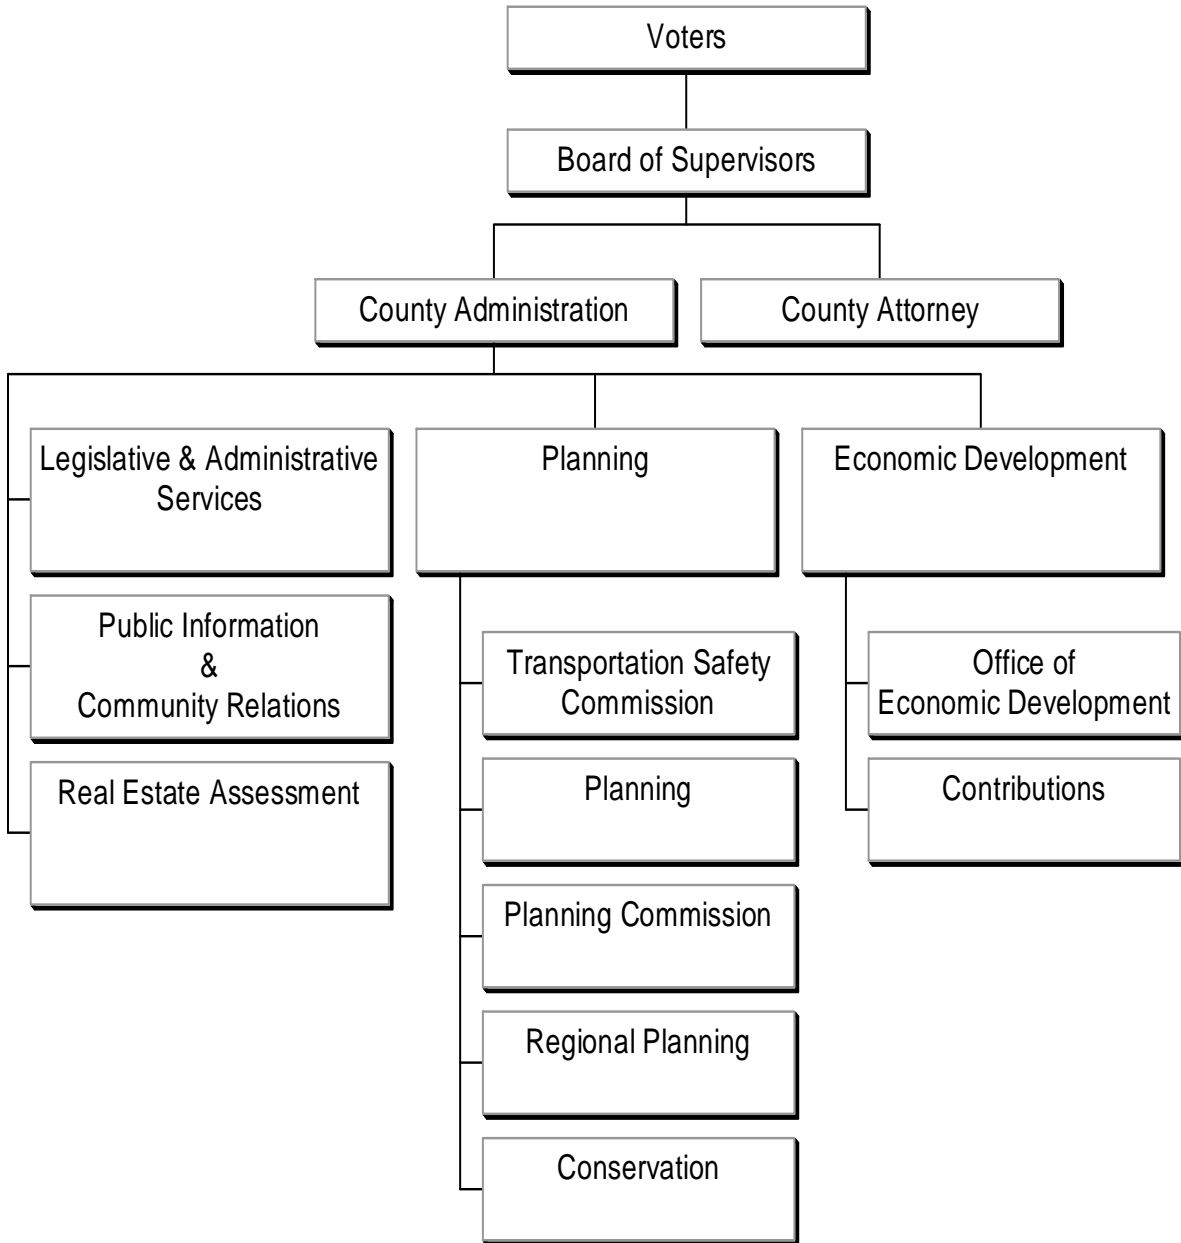 Voters
Board of Supervisors
County Administration
County Attorney
Legislative & Administrative
Services
Public Information
&
Community Relations
Real Estate Assessment
Planning
Transportation Safety
Commission
Planning
Planning Commission
Regional Planning
Conservation
Economic Development
Office of
Economic Development
Contributions